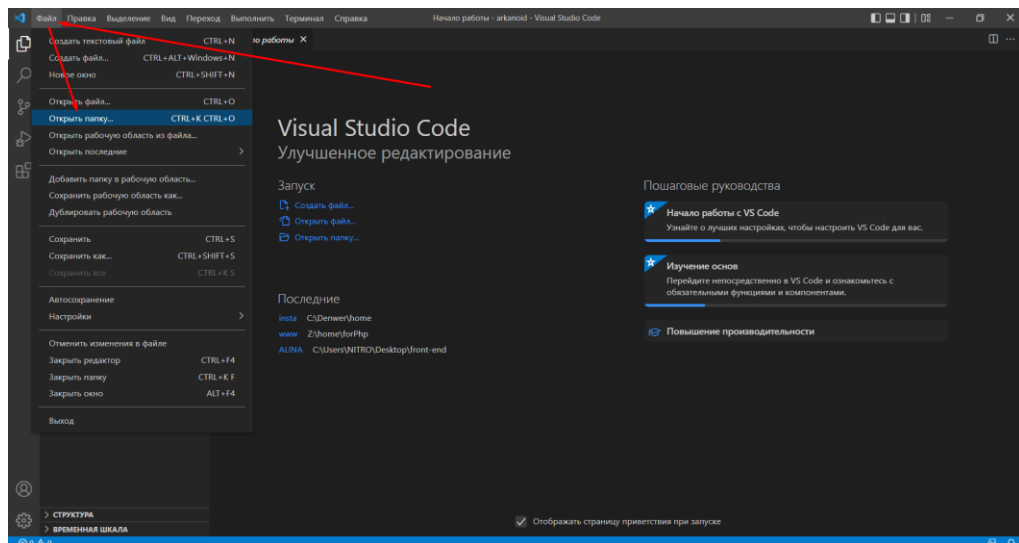 Файл Правка Выделение Вид Переход Выполнить Терминал Справка
Начало работы - arkanoid - Visual Studio Code
Создать текстовый файл CTRL+N
Создать файл... CTRL+ALT+Windows+N
Новое окно CTRL+SHIFT+N
Открыть файл... CTRL+O
Открыть папку... CTRL+K CTRL+O
Открыть рабочую область из файла...
Открыть последние
Добавить папку в рабочую область...
Сохранить рабочую область как...
Дублировать рабочую область
Сохранить CTRL+S
Сохранить как... CTRL+SHIFT+S
Сохранить все CTRL+K S
Автосохранение
Настройки
Отменить изменения в файле
Закрыть редактор CTRL+F4
Закрыть папку CTRL+K F
Закрыть окно ALT+F4
Выход
СТРУКТУРА
ВРЕМЕННАЯ ШКАЛА
ю работы
Visual Studio Code
Улучшенное редактирование
Запуск
Создать файл...
Открыть файл...
Открыть папку...
Последние
insta C:\Denwer\home
www Z:\home\forPhp
ALINA C:\Users\NITRO\Desktop\front-end
Пошаговые руководства
Начало работы с VS Code
Узнайте о лучших настройках, чтобы настроить VS Code для вас.
Изучение основ
Перейдите непосредственно в VS Code и ознакомьтесь с
обязательными функциями и компонентами.
Повышение производительности
Отображать страницу приветствия при запуске